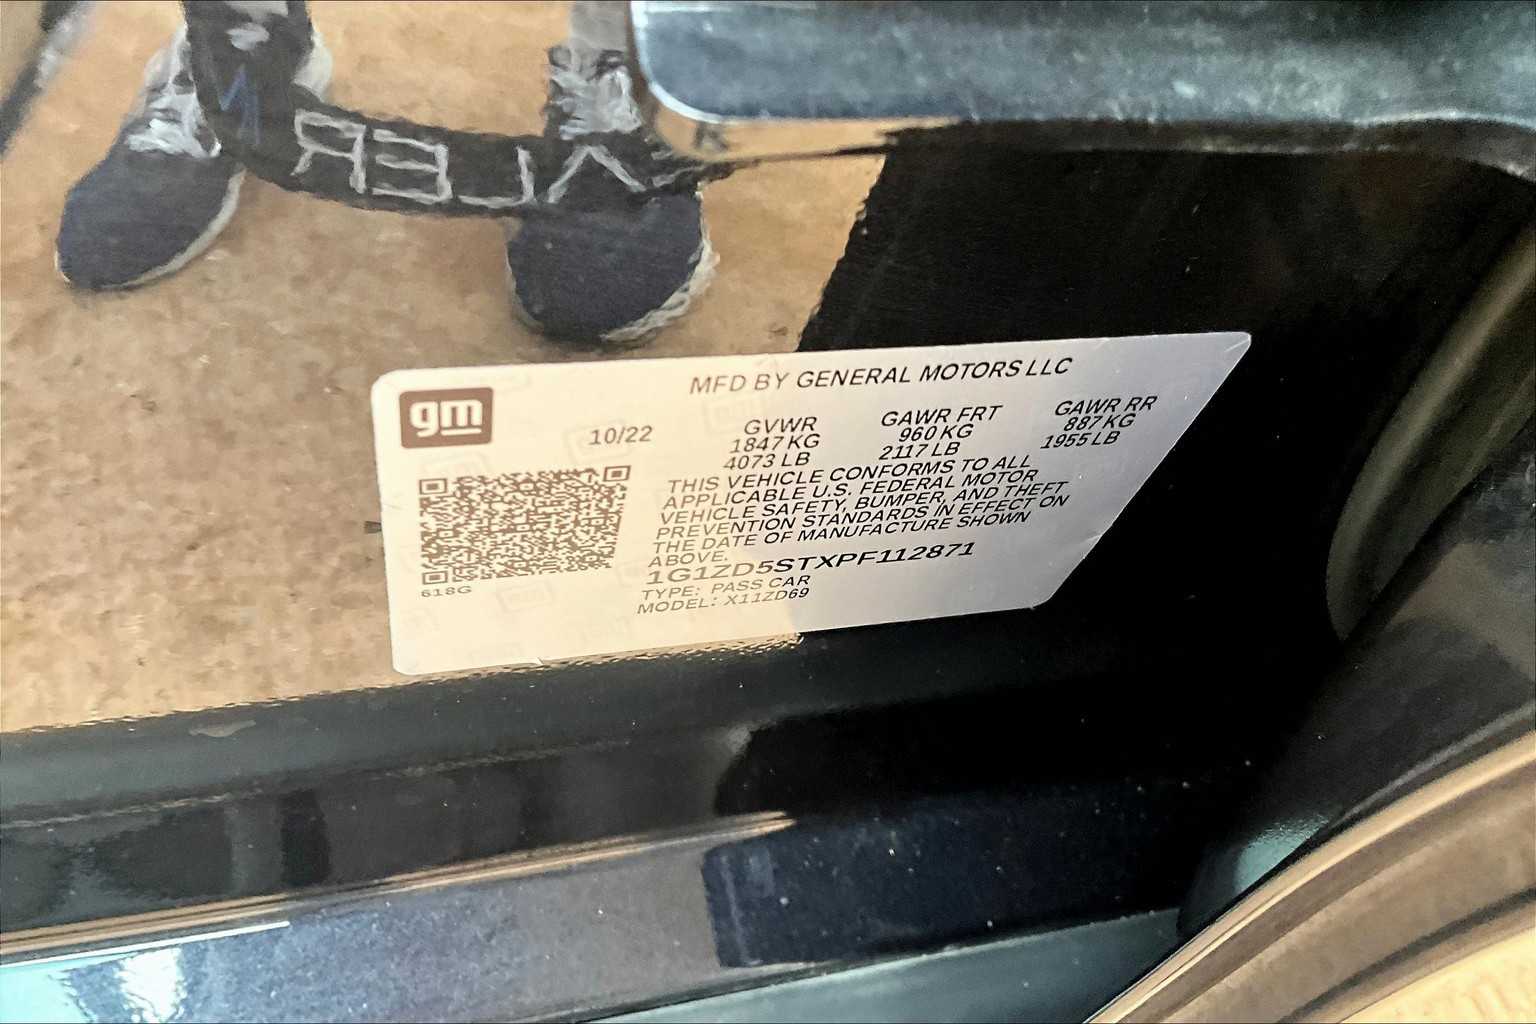 MFD BY GENERAL MOTORS LLC
gm
10/22
GVWR GAWR FRT GAWR RR
1847 KG 960 KG 887 KG
4073 LB 2117 LB 1955 LB
THIS VEHICLE CONFORMS TO ALL
APPLICABLE U.S. FEDERAL MOTOR
VEHICLE SAFETY, BUMPER, AND THEFT
PREVENTION STANDARDS IN EFFECT ON
THE DATE OF MANUFACTURE SHOWN
ABOVE.
1G1ZD5STXPF112871
TYPE: PASS CAR
MODEL: X11ZD69
618G